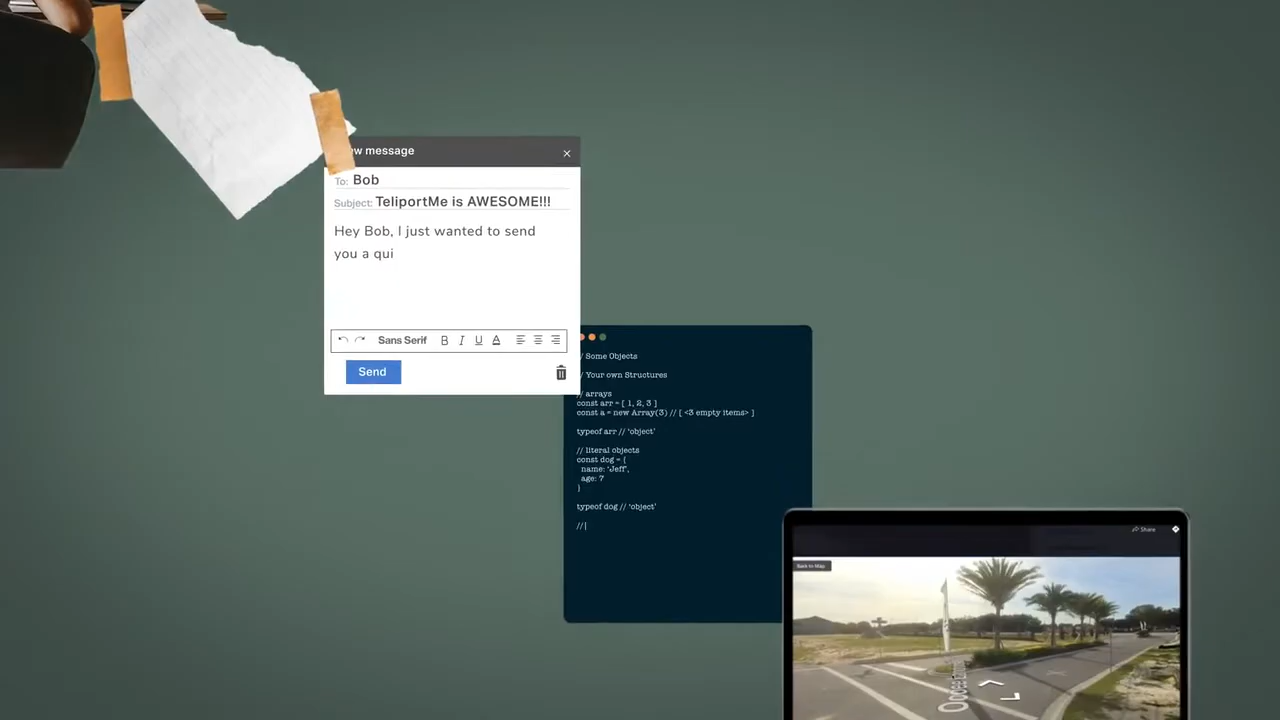 w message
To: Bob
Subject: TeliportMe is AWESOME!!!
Hey Bob, I just wanted to send
you a qui
Sans Serif B I U A
Send
/ Some Objects
/ Your own Structures
// arrays
const arr = [ 1, 2, 3 ]
const a = new Array(3) // [ <3 empty items> ]
typeof arr // 'object'
// literal objects
const dog = {
name: 'Jeff',
age: 7
}
typeof dog // 'object'
//|
Share
Back to Map